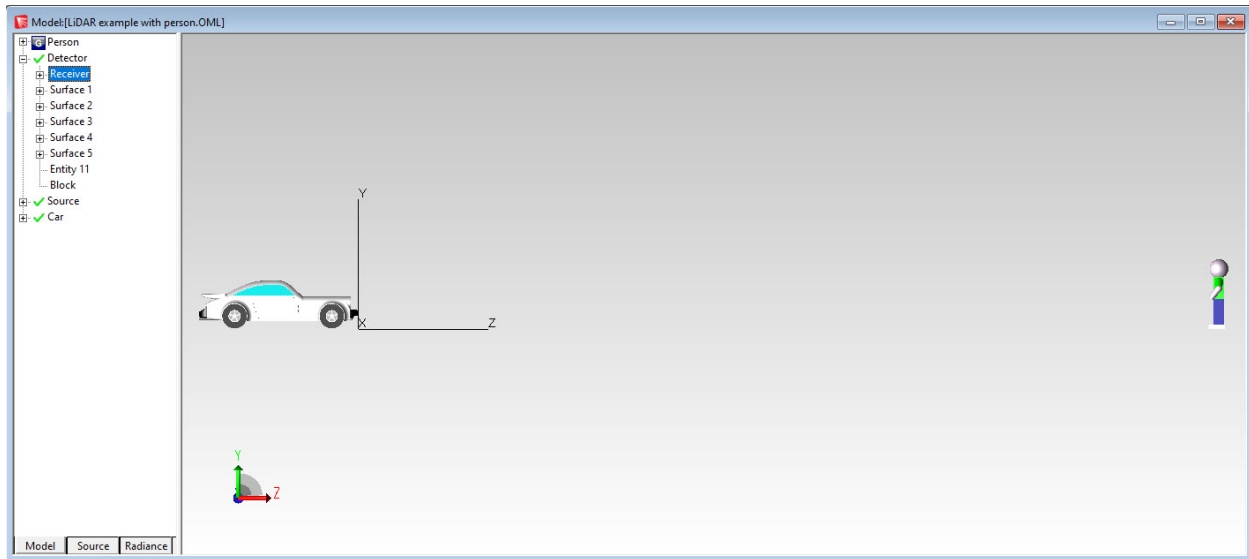 Model:[LiDAR example with person.OML]
Person
Detector
Receiver
Surface 1
Surface 2
Surface 3
Surface 4
Surface 5
Entity 11
Block
Source
Car
Y
X
Z
Y
Z
Model Source Radiance